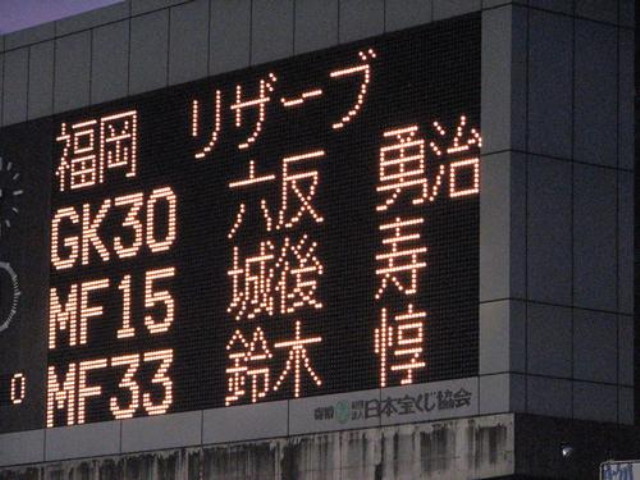 福岡 リザーブ
GK30 六反 勇治
MF15 城後 寿
MF33 鈴木 惇
0
日本宝くじ協会